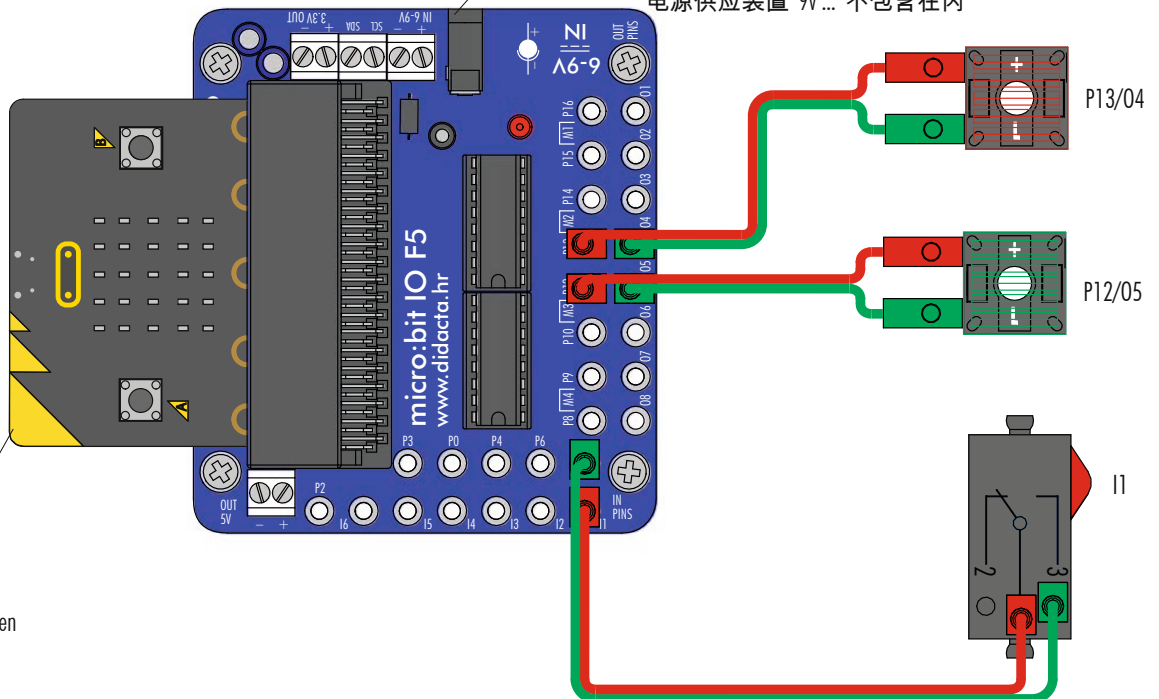 电源供应装置 9V... 不包含在内
3.3V OUT
- +
SDA SCL
IN 6-9V
- +
IN
6-9V
- +
OUT PINS
P16 O1
M1
P15 O2
P14 O3
M2
O4
O5
M3
P10 O6
P9 O7
M4
P8 O8
P13/04
P12/05
B
A
micro:bit IO F5
www.didacta.hr
P3 P0 P4 P6
P2
I6 I5 I4 I3 I2 I1
OUT
5V
- +
IN
PINS
I1
2 3
+
-
+
-
en